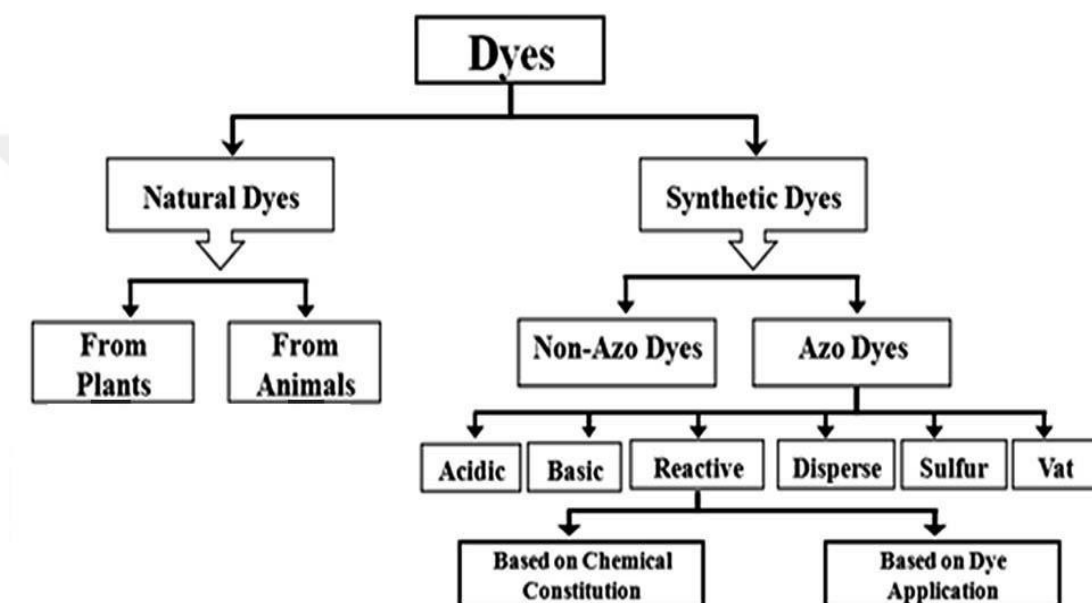 Dyes
Natural Dyes
Synthetic Dyes
From
Plants
From
Animals
Non-Azo Dyes
Azo Dyes
Acidic
Basic
Reactive
Disperse
Sulfur
Vat
Based on Chemical
Constitution
Based on Dye
Application